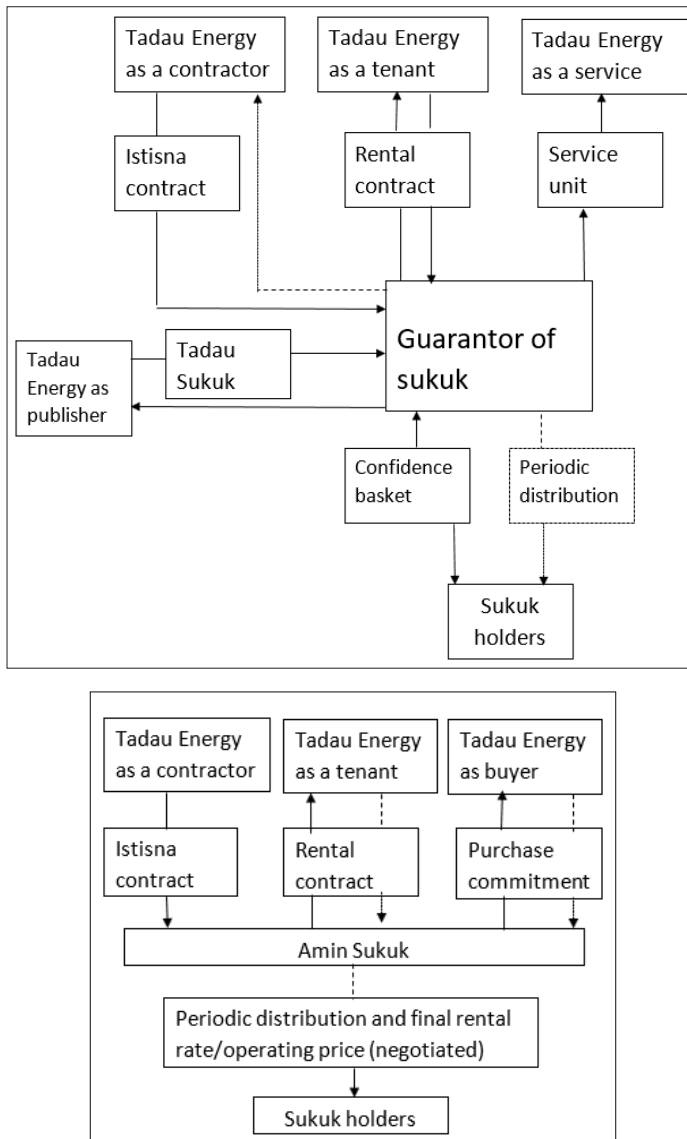 Tadau Energy
as a contractor
Tadau Energy
as a tenant
Tadau Energy
as a service
Istisna
contract
Rental
contract
Service
unit
Guarantor of
sukuk
Tadau
Energy as
publisher
Tadau
Sukuk
Confidence
basket
Periodic
distribution
Sukuk
holders
Tadau Energy
as a contractor
Tadau Energy
as a tenant
Tadau Energy
as buyer
Istisna
contract
Rental
contract
Purchase
commitment
Amin Sukuk
Periodic distribution and final rental
rate/operating price (negotiated)
Sukuk holders